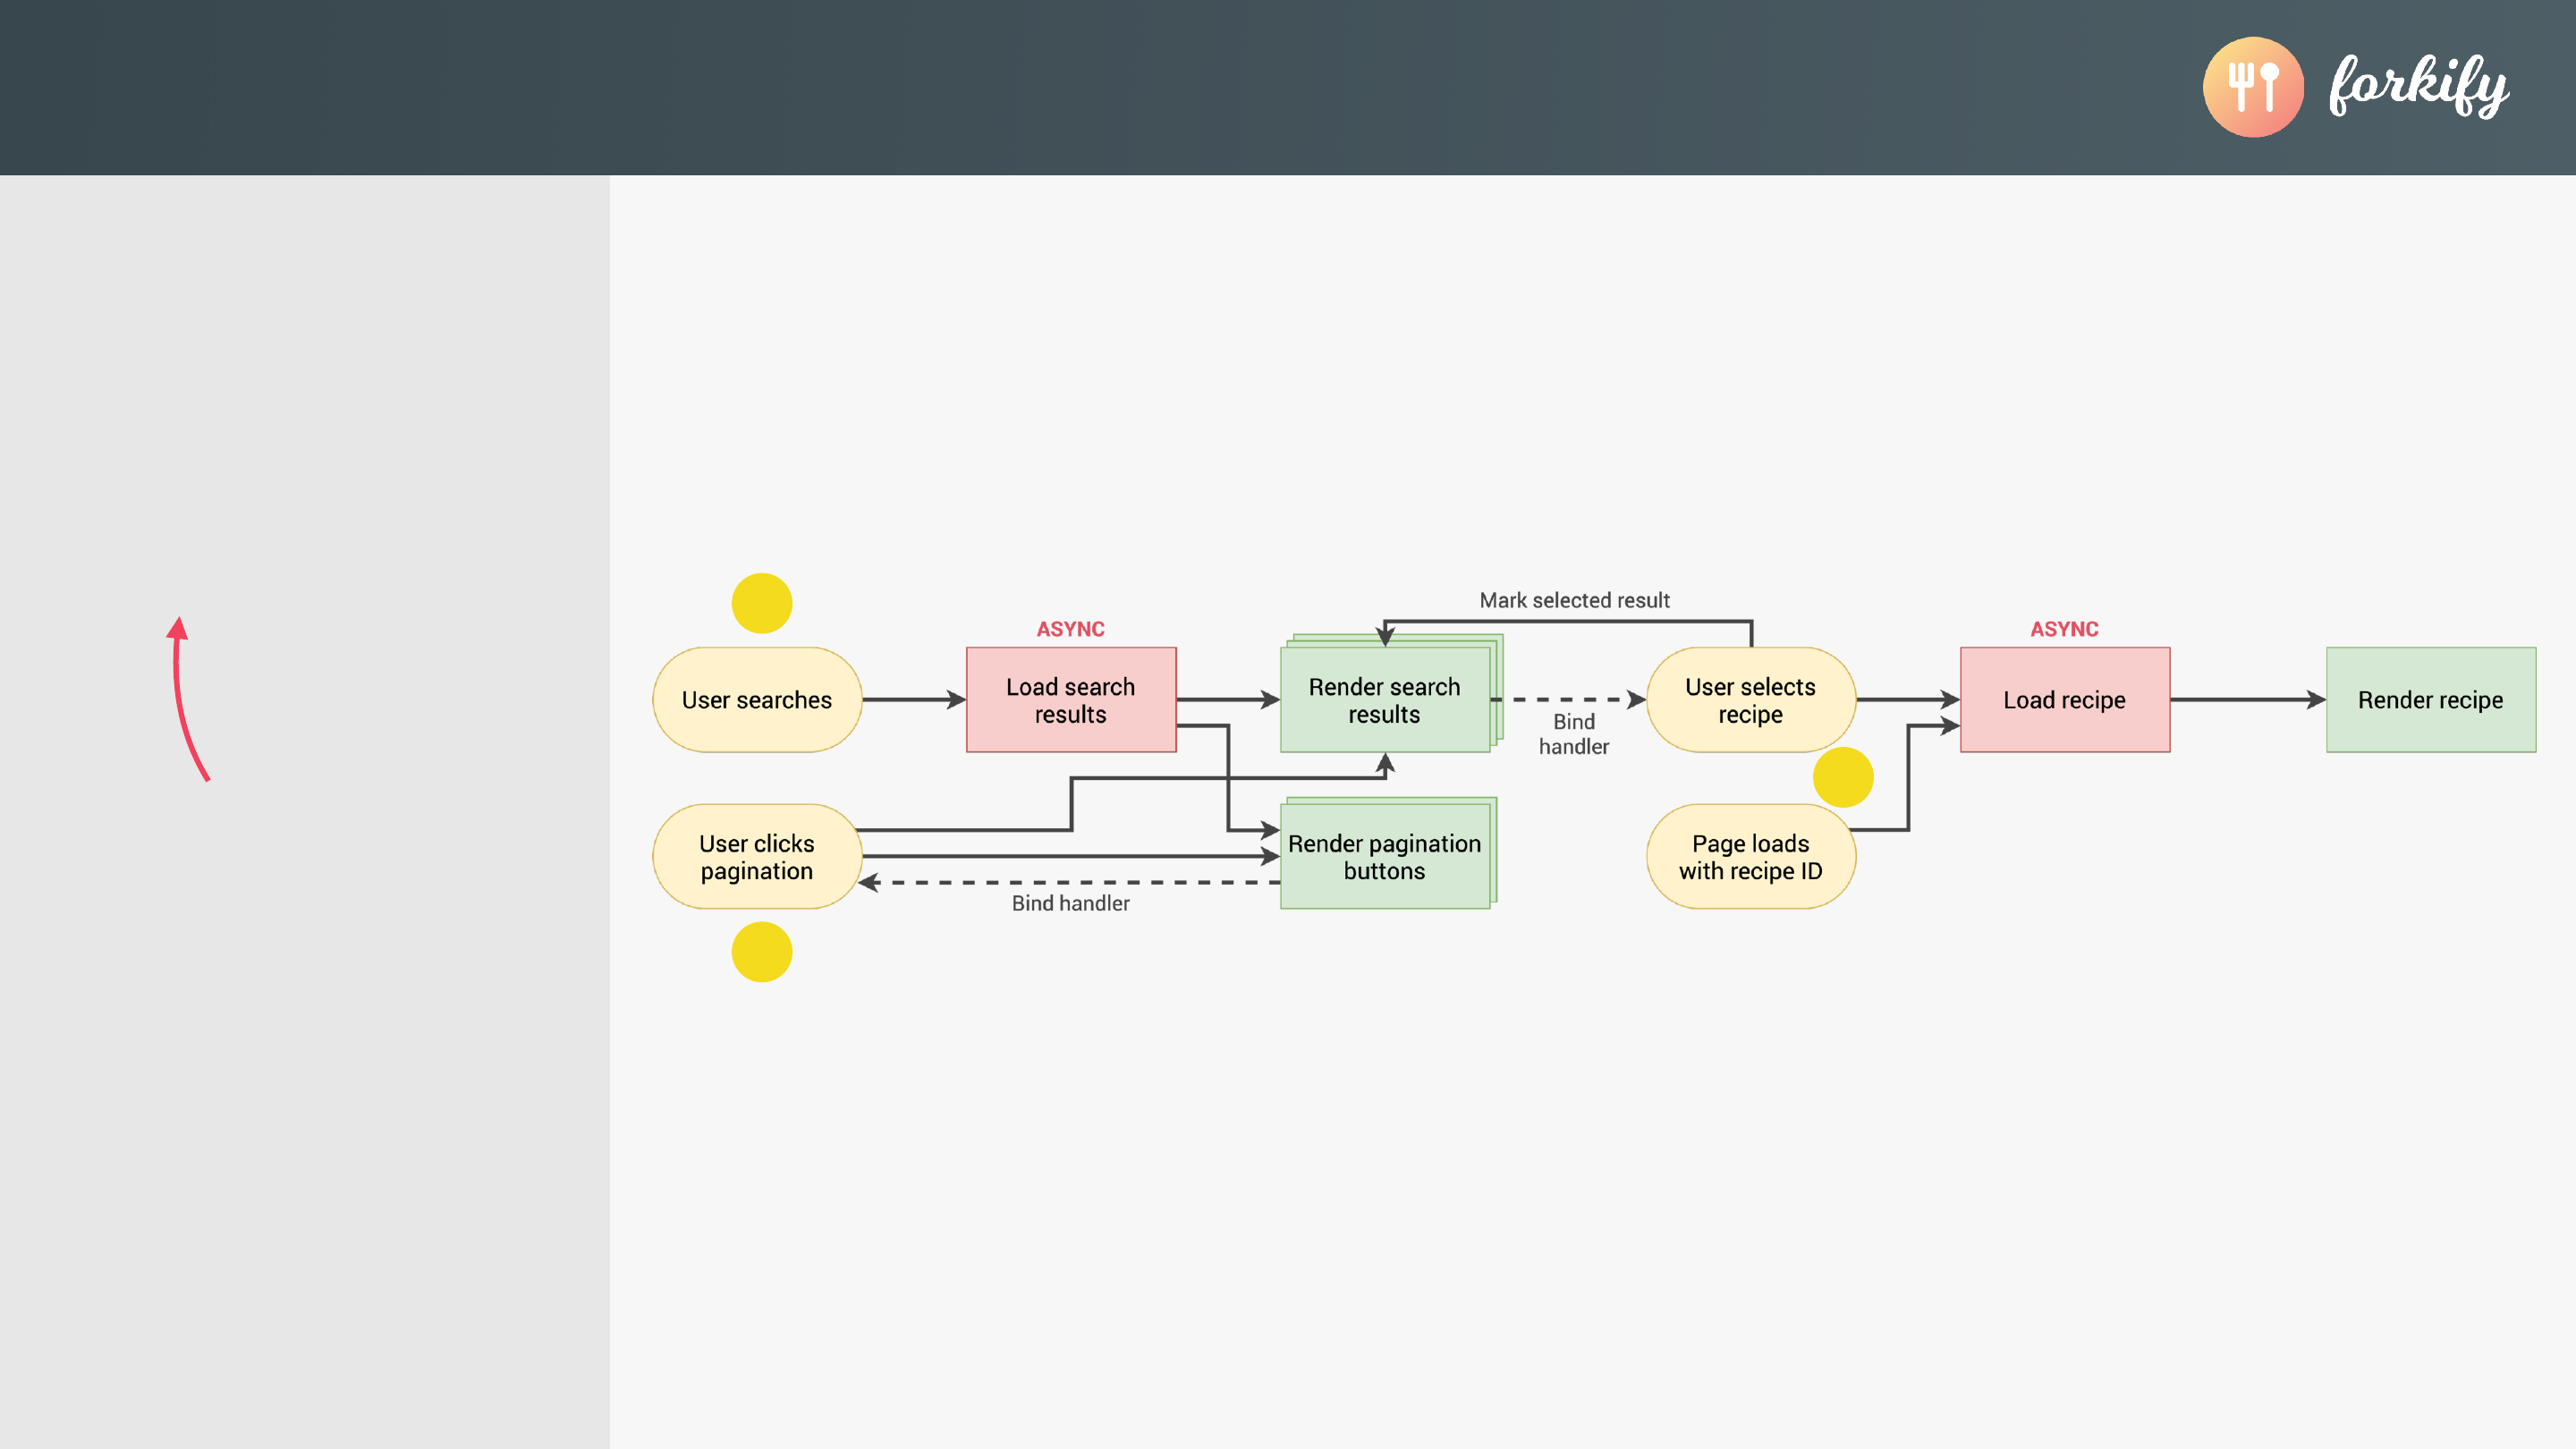 forkify
Mark selected result
ASYNC
ASYNC
User searches
Load search
results
Render search
results
Bind
handler
User selects
recipe
Load recipe
Render recipe
User clicks
pagination
Bind handler
Render pagination
buttons
Page loads
with recipe ID